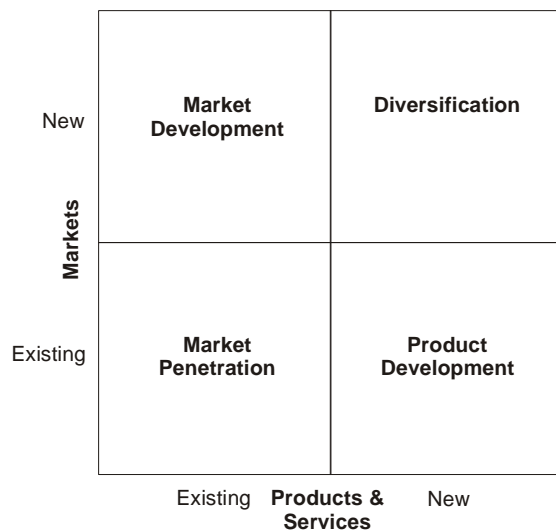 Market
Development
Diversification
New
Markets
Existing
Market
Penetration
Product
Development
Existing
Products &
Services
New